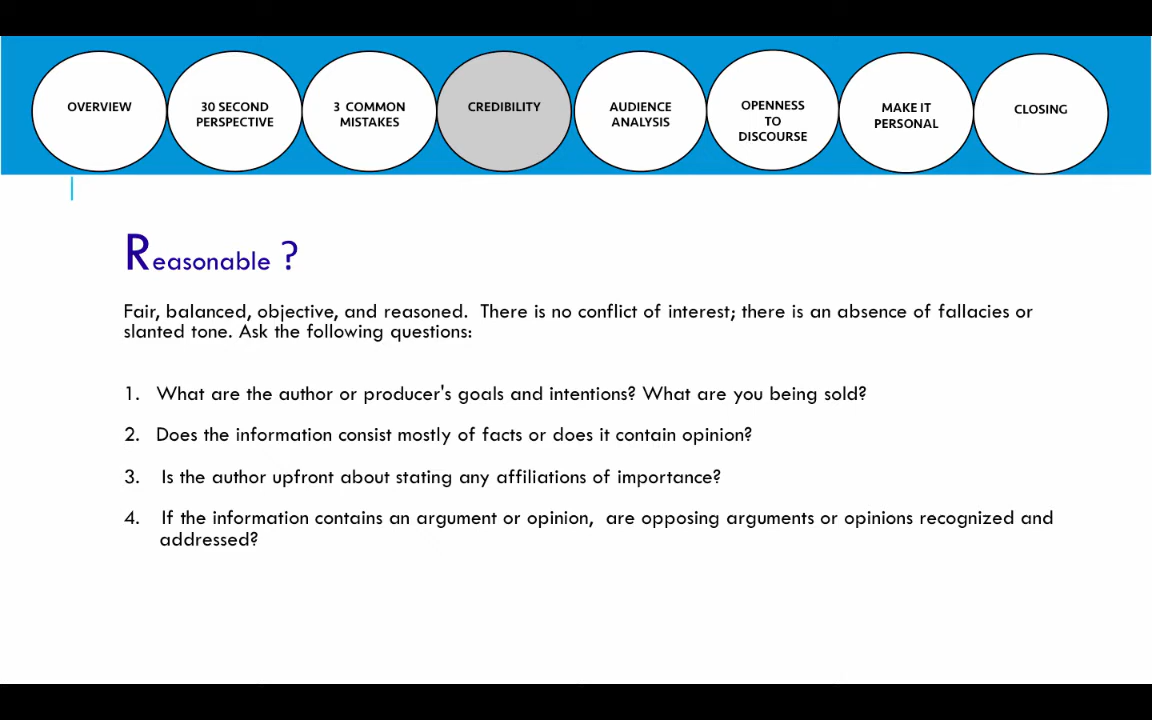 OVERVIEW
30 SECOND
PERSPECTIVE
3 COMMON
MISTAKES
CREDIBILITY
AUDIENCE
ANALYSIS
OPENNESS
TO
DISCOURSE
MAKE IT
PERSONAL
CLOSING
Reasonable ?
Fair, balanced, objective, and reasoned. There is no conflict of interest; there is an absence of fallacies or
slanted tone. Ask the following questions:
1. What are the author or producer's goals and intentions? What are you being sold?
2. Does the information consist mostly of facts or does it contain opinion?
3. Is the author upfront about stating any affiliations of importance?
4. If the information contains an argument or opinion, are opposing arguments or opinions recognized and
addressed?